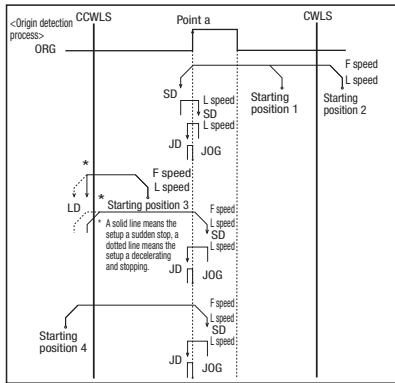 <Origin detection
process>
CCWLS
Point a
CWLS
ORG
F speed
L speed
SD
L speed
SD
L speed
Starting
position 1
Starting
position 2
JD
JOG
*
F speed
L speed
LD
*
Starting position 3
* A solid line means the
setup a sudden stop, a
dotted line means the
setup a decelerating
and stopping.
F speed
L speed
SD
L speed
JD
JOG
F speed
L speed
SD
Starting
position 4
L speed
JD
JOG